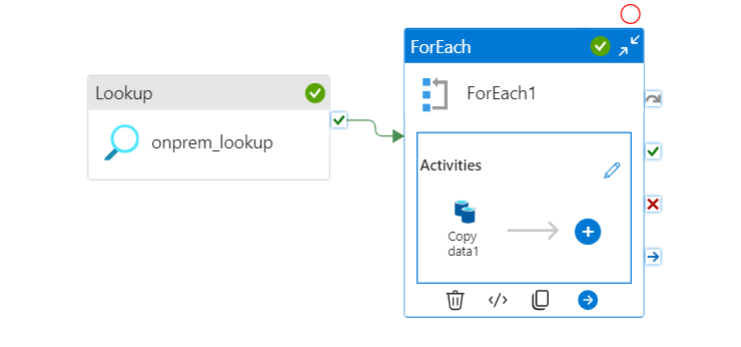 Lookup
onprem_lookup
ForEach
ForEach1
Activities
Copy
data1